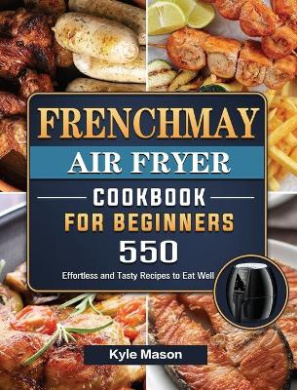 FRENCHMAY
AIR FRYER
COOKBOOK
FOR BEGINNERS
550
Effortless and Tasty Recipes to Eat Well
Kyle Mason